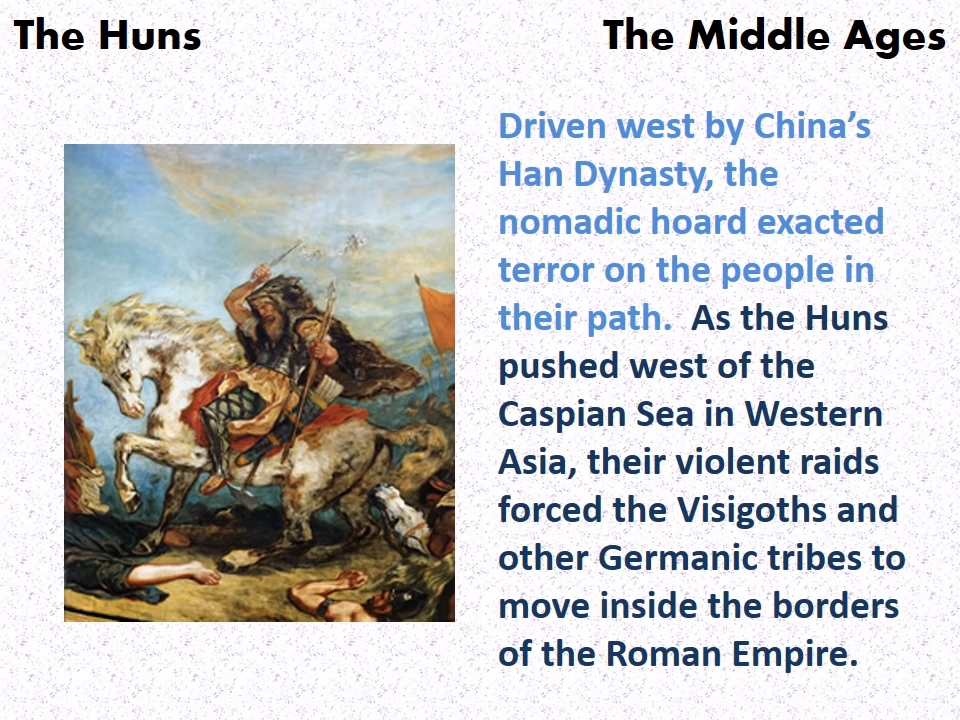 The Huns
The Middle Ages
Driven west by China’s
Han Dynasty, the
nomadic hoard exacted
terror on the people in
their path.  As the Huns
pushed west of the
Caspian Sea in Western
Asia, their violent raids
forced the Visigoths and
other Germanic tribes to
move inside the borders
of the Roman Empire.